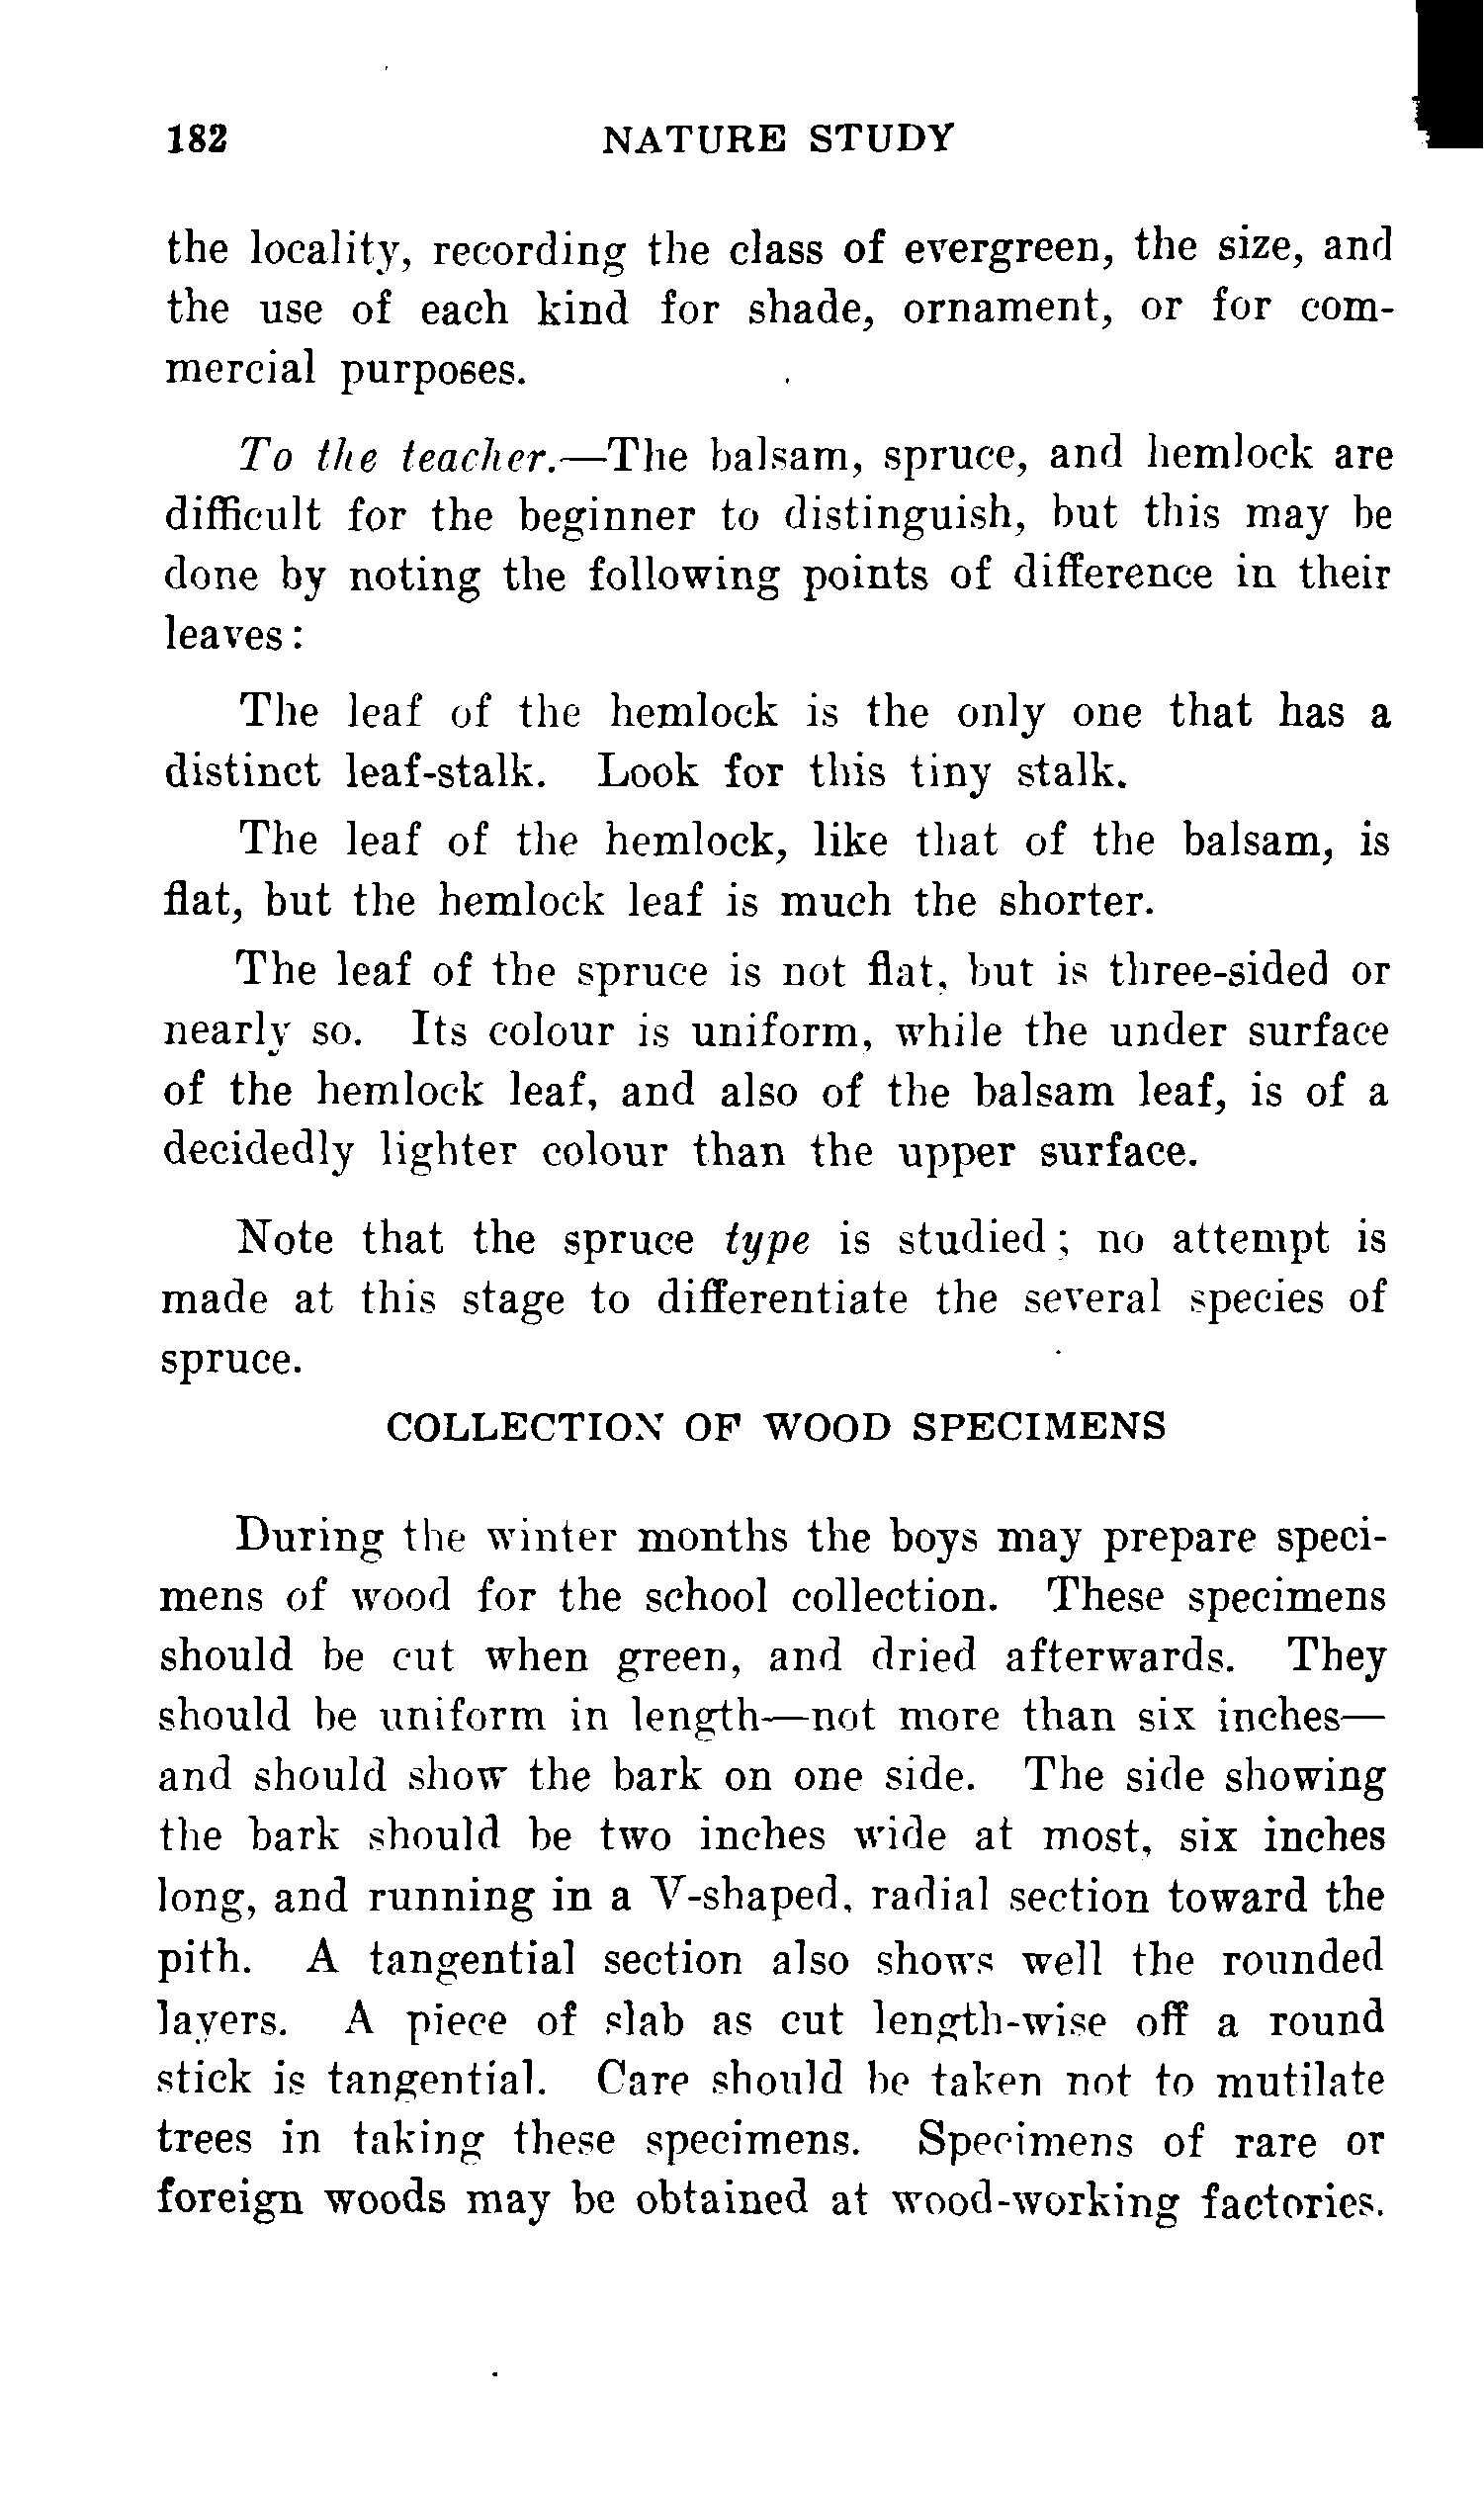 182 NATURE STUDY
the locality, recording the class of evergreen, the size, and
the use of each kind for shade, ornament, or for com-
mercial purposes.
To the teacher.—The balsam, spruce, and hemlock are
difficult for the beginner to distinguish, but this may be
done by noting the following points of difference in their
leaves:
The leaf of the hemlock is the only one that has a
distinct leaf-stalk. Look for this tiny stalk.
The leaf of the hemlock, like that of the balsam, is
flat, but the hemlock leaf is much the shorter.
The leaf of the spruce is not flat, but is three-sided or
nearly so. Its colour is uniform, while the under surface
of the hemlock leaf, and also of the balsam leaf, is of a
decidedly lighter colour than the upper surface.
Note that the spruce type is studied; no attempt is
made at this stage to differentiate the several species of
spruce.
COLLECTION OF WOOD SPECIMENS
During the winter months the boys may prepare speci-
mens of wood for the school collection. These specimens
should be cut when green, and dried afterwards. They
should be uniform in length—not more than six inches—
and should show the bark on one side. The side showing
the bark should be two inches wide at most, six inches
long, and running in a V-shaped, radial section toward the
pith. A tangential section also shows well the rounded
layers. A piece of slab as cut length-wise off a round
stick is tangential. Care should be taken not to mutilate
trees in taking these specimens. Specimens of rare or
foreign woods may be obtained at wood-working factories.